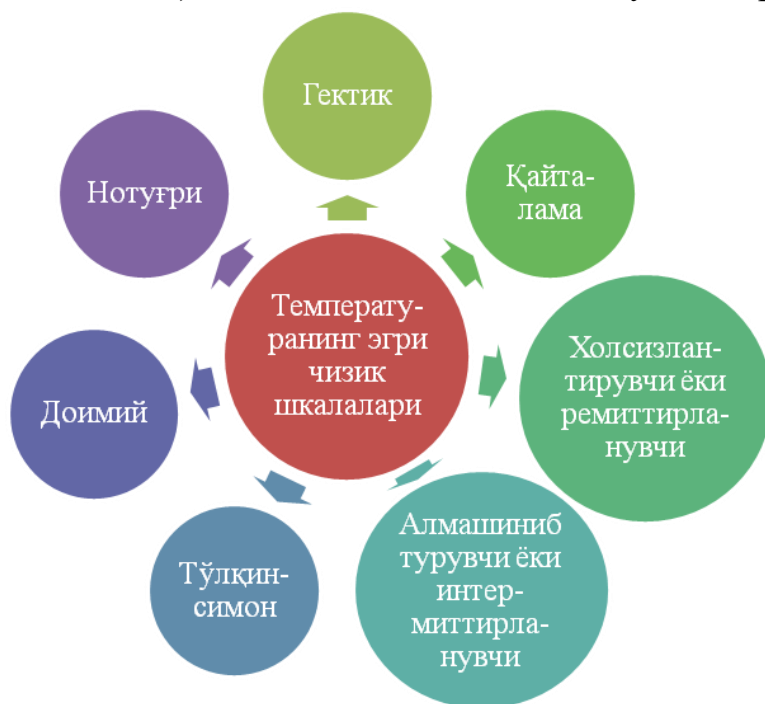 Гектик
Қайта-
лама
Нотуғри
Температу-
ранинг эгри
чизик
шкалалари
Холсизлан-
тирувчи ёки
ремиттирла-
нувчи
Доимий
Алмашиниб
турувчи ёки
интер-
миттирла-
нувчи
Тўлқин-
симон